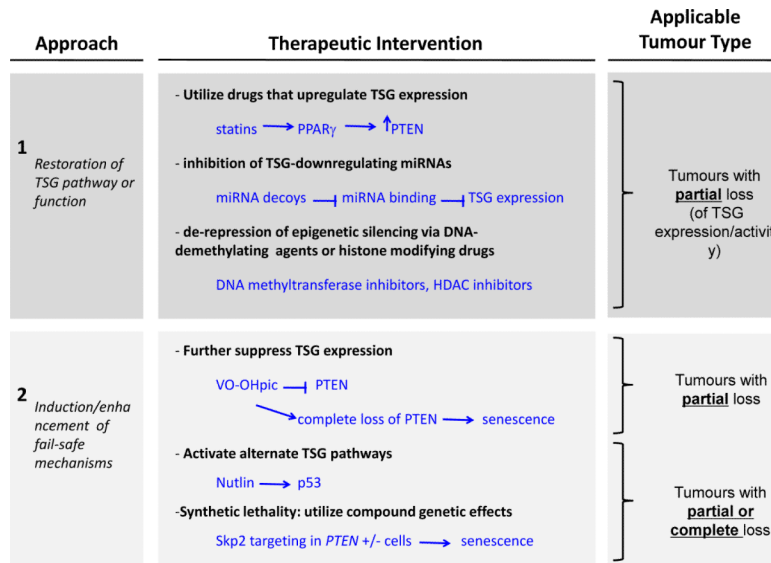 Approach
Therapeutic Intervention
Applicable
Tumour Type
1
Restoration of
TSG pathway or
function
- Utilize drugs that upregulate TSG expression
statins PPARγ PTEN
- inhibition of TSG-downregulating miRNAs
miRNA decoys miRNA binding TSG expression
- de-repression of epigenetic silencing via DNA-
demethylating agents or histone modifying drugs
DNA methyltransferase inhibitors, HDAC inhibitors
Tumours with
partial loss
(of TSG
expression/activit
y)
2
Induction/enha
ncement of
fail-safe
mechanisms
- Further suppress TSG expression
VO-OHpic PTEN
complete loss of PTEN senescence
- Activate alternate TSG pathways
Nutlin p53
-Synthetic lethality: utilize compound genetic effects
Skp2 targeting in PTEN +/- cells senescence
Tumours with
partial loss
Tumours with
partial or
complete loss